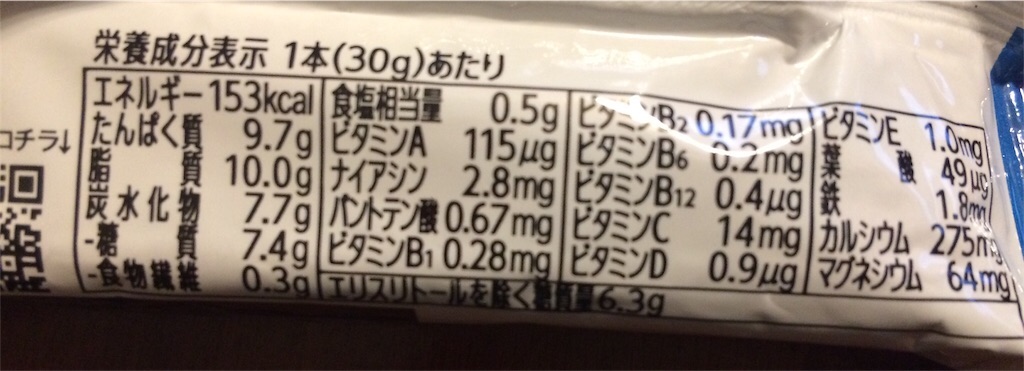 栄養成分表示 1本(30g)あたり
エネルギー 153kcal
たんぱく質 9.7g
脂質 10.0g
炭水化物 7.7g
-糖質 7.4g
-食物繊維 0.3g
食塩相当量 0.5g
ビタミンA 115μg
ナイアシン 2.8mg
パントテン酸 0.67mg
ビタミンB1 0.28mg
ビタミンB2 0.17mg
ビタミンB6 0.2mg
ビタミンB12 0.4μg
ビタミンC 14mg
ビタミンD 0.9μg
ビタミンE 1.0mg
葉酸 49μg
鉄 1.8mg
カルシウム 275mg
マグネシウム 64mg
エリスリトールを除く糖質量6.3g
コチラ↓